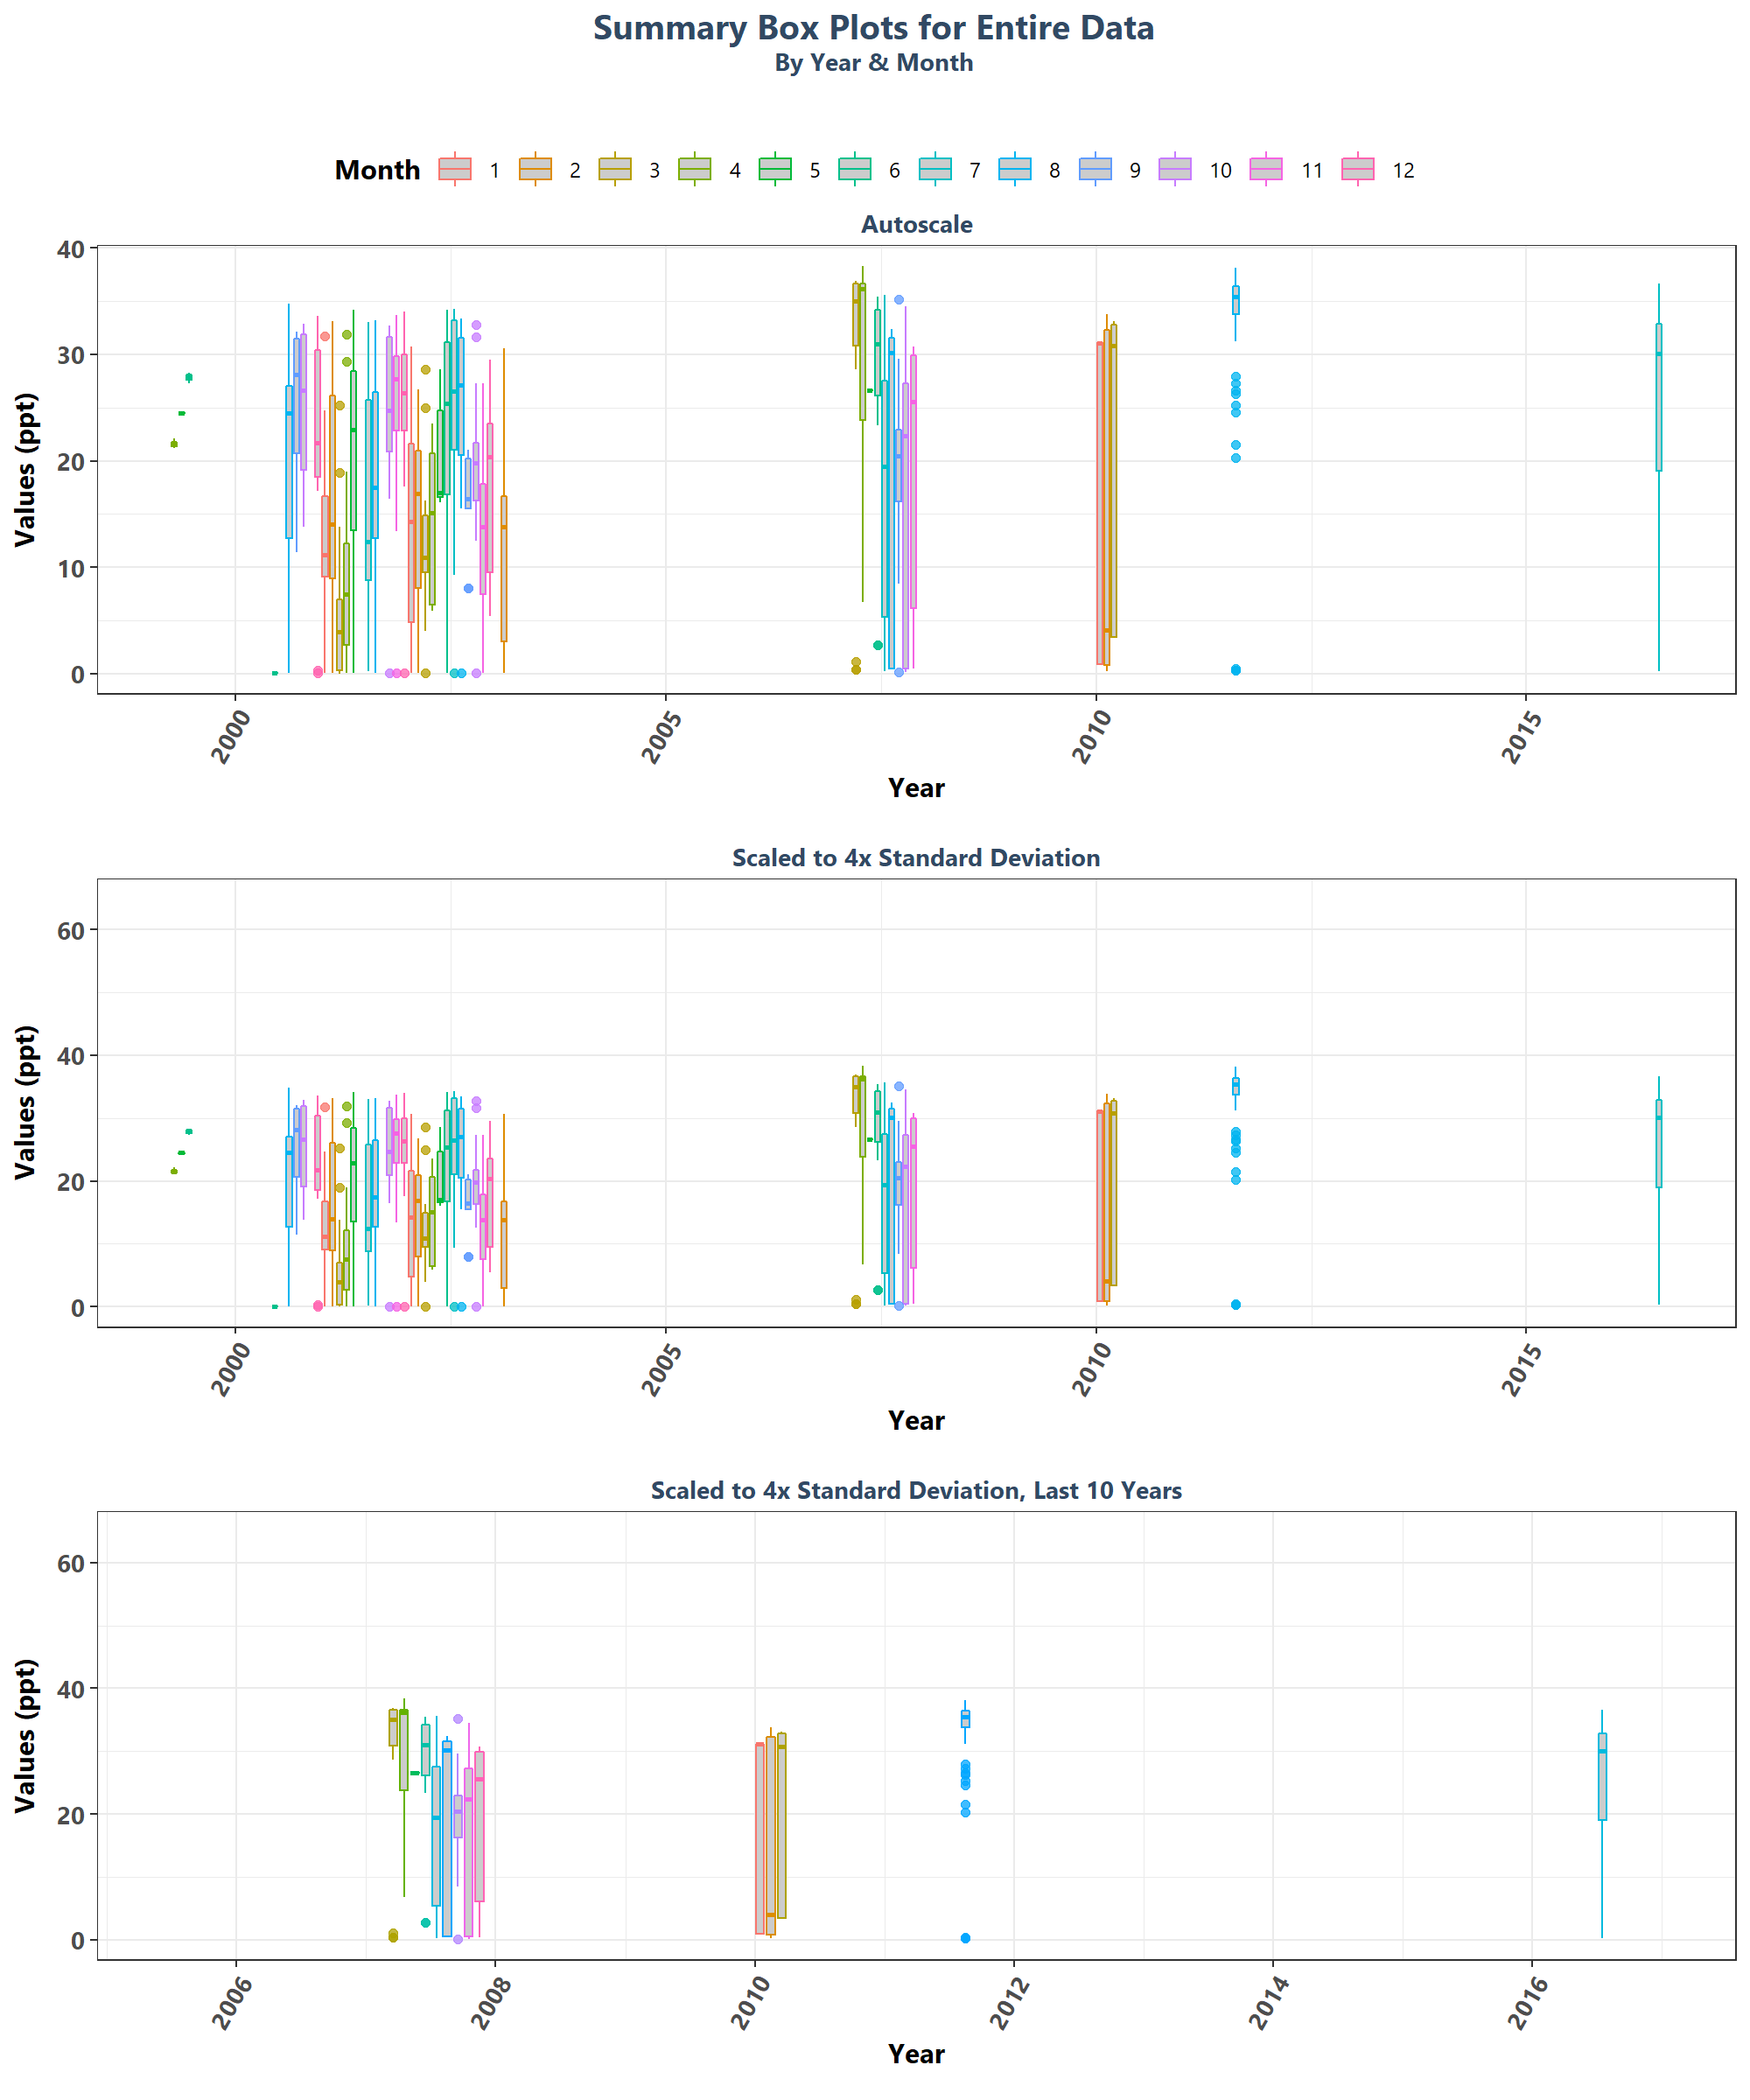 Summary Box Plots for Entire Data
By Year & Month
Month 1 2 3 4 5 6 7 8 9 10 11 12
Autoscale
Values (ppt)
40
30
20
10
0
2000 2005 2010 2015
Year
Scaled to 4x Standard Deviation
Values (ppt)
60
40
20
0
2000 2005 2010 2015
Year
Scaled to 4x Standard Deviation, Last 10 Years
Values (ppt)
60
40
20
0
2006 2008 2010 2012 2014 2016
Year